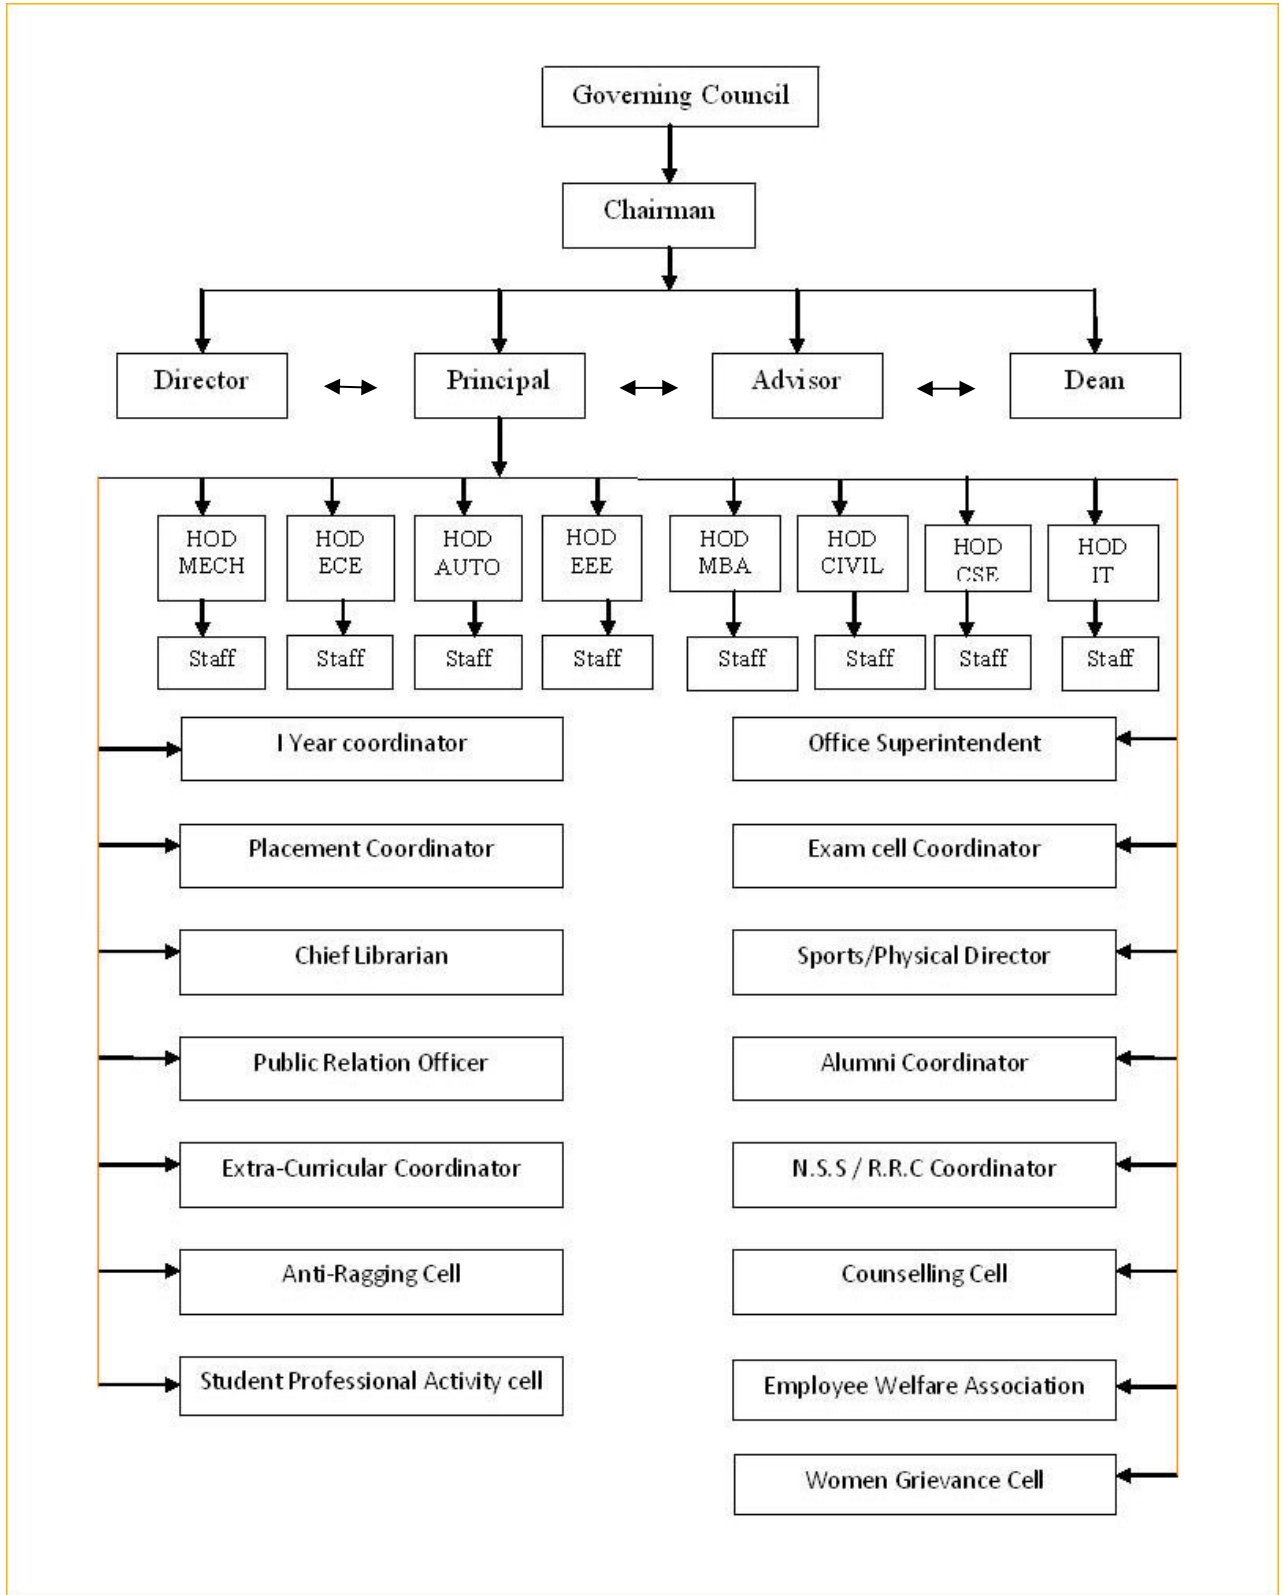 Governing Council
Chairman
Director
Principal
Advisor
Dean
HOD
MECH
HOD
ECE
HOD
AUTO
HOD
EEE
HOD
MBA
HOD
CIVIL
HOD
CSE
HOD
IT
Staff
Staff
Staff
Staff
Staff
Staff
Staff
Staff
I Year coordinator
Office Superintendent
Placement Coordinator
Exam cell Coordinator
Chief Librarian
Sports/Physical Director
Public Relation Officer
Alumni Coordinator
Extra-Curricular Coordinator
N.S.S / R.R.C Coordinator
Anti-Ragging Cell
Counselling Cell
Student Professional Activity cell
Employee Welfare Association
Women Grievance Cell